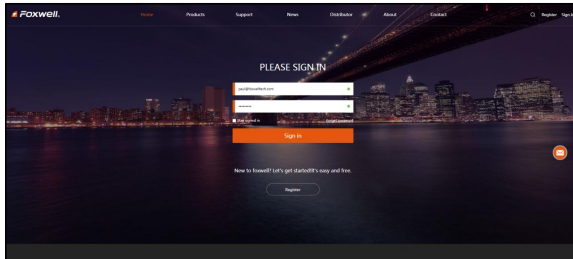 FOXWELL.
Home Products Support News Distributor About Contact Register Sign In
PLEASE SIGN IN
paul@foxwelltech.com
Stay signed in Forgot password
Sign in
New to foxwell? Let's get started!It's easy and free.
Register